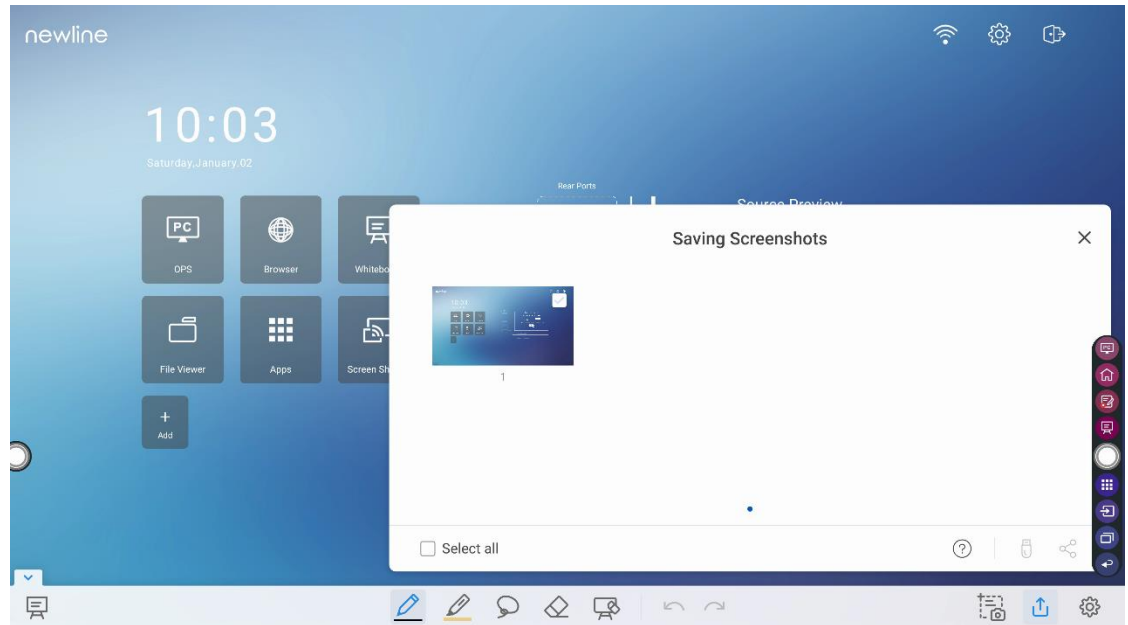 newline
10:03
Saturday,January.02
Rear Ports
Source Preview
PC
OPS
Browser
File Viewer
Apps
+
Add
Saving Screenshots
1
Select all
?